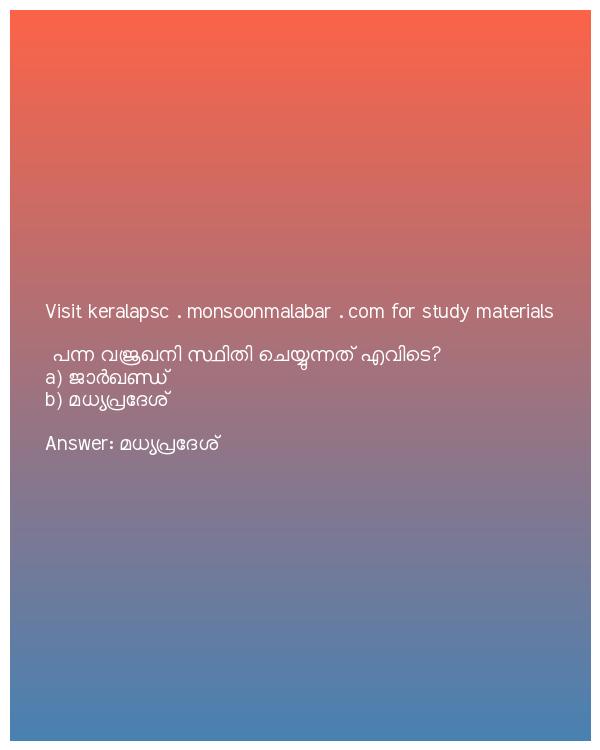 Visit keralapsc . monsoonmalabar . com for study materials
പന്ന വജ്രഖനി സ്ഥിതി ചെയ്യുന്നത് എവിടെ?
a) ജാർഖണ്ഡ്
b) മധ്യപ്രദേശ്
Answer: മധ്യപ്രദേശ്